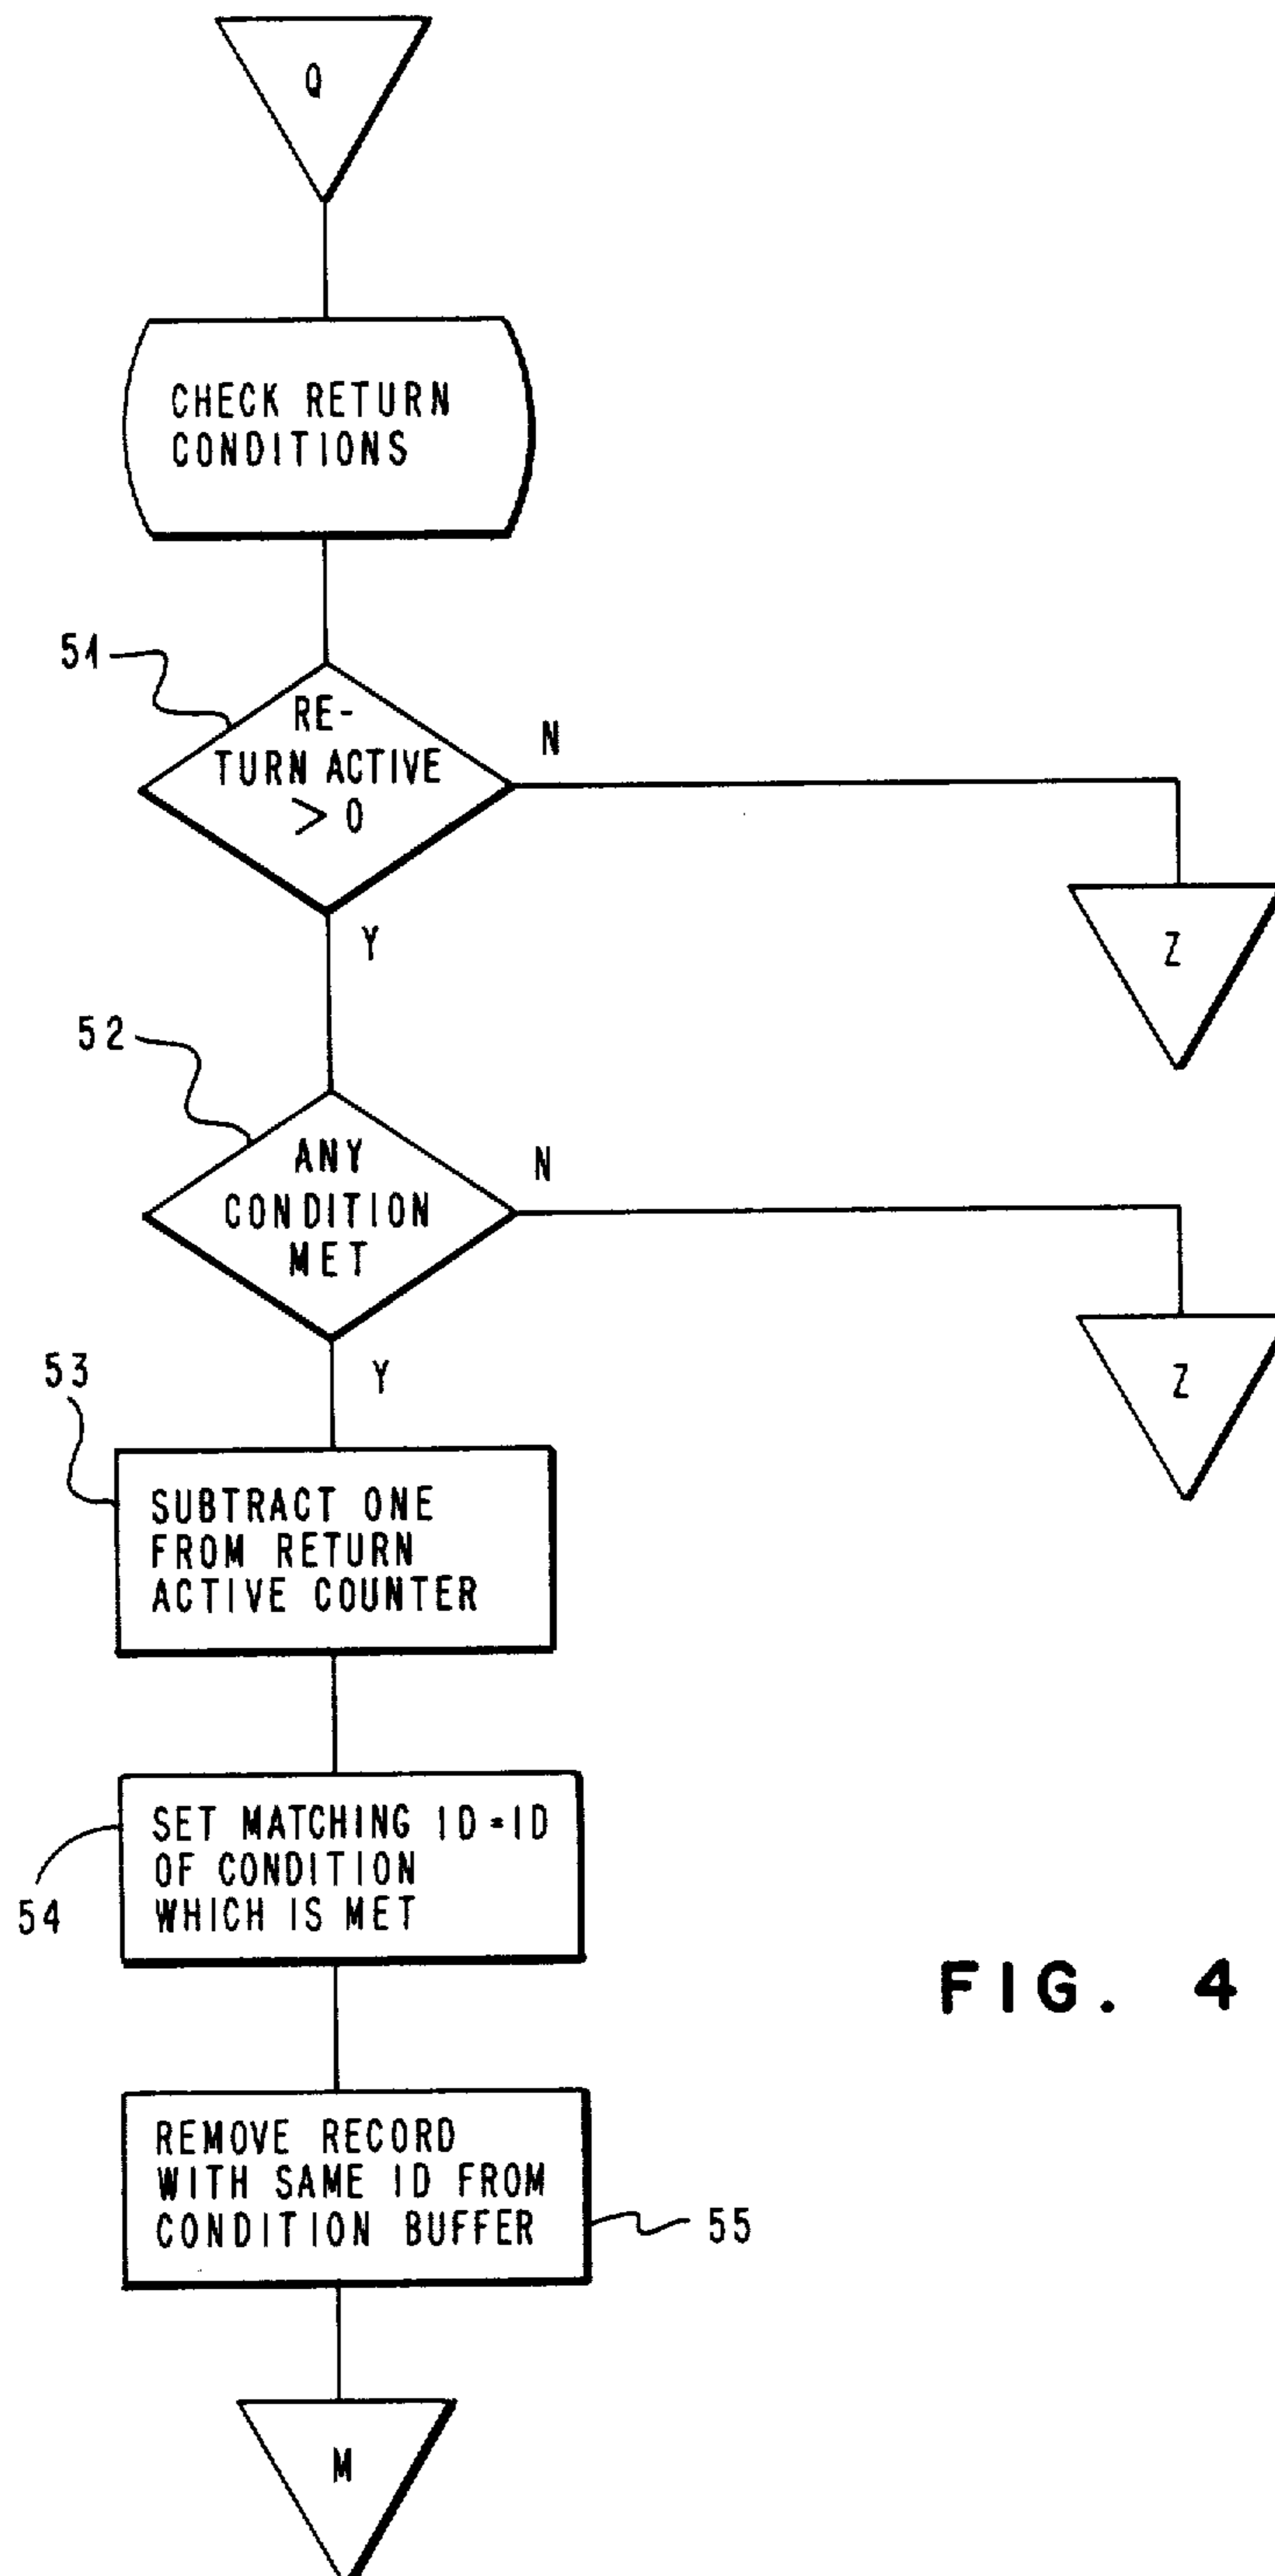 Q
CHECK RETURN
CONDITIONS
51
RE-
TURN ACTIVE
> 0
N
Y
Z
52
ANY
CONDITION
MET
N
Y
Z
53
SUBTRACT ONE
FROM RETURN
ACTIVE COUNTER
SET MATCHING ID=ID
OF CONDITION
WHICH IS MET
54
FIG. 4
REMOVE RECORD
WITH SAME ID FROM
CONDITION BUFFER
55
M